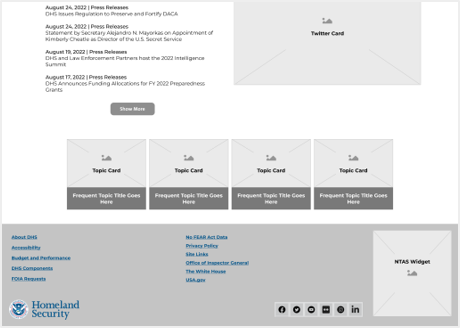 August 24, 2022 | Press Releases
DHS Issues Regulation to Preserve and Fortify DACA
August 24, 2022 | Press Releases
Statement by Secretary Alejandro N. Mayorkas on Appointment of
Kimberly Cheatle as Director of the U.S. Secret Service
August 19, 2022 | Press Releases
DHS and Law Enforcement Partners host the 2022 Intelligence
Summit
August 17, 2022 | Press Releases
DHS Announces Funding Allocations for FY 2022 Preparedness
Grants
Show More
Twitter Card
Topic Card
Frequent Topic Title Goes
Here
Topic Card
Frequent Topic Title Goes
Here
Topic Card
Frequent Topic Title Goes
Here
Topic Card
Frequent Topic Title Goes
Here
About DHS
Accessibility
Budget and Performance
DHS Components
FOIA Requests
No FEAR Act Data
Privacy Policy
Site Links
Office of Inspector General
The White House
USA.gov
NTAS Widget
Homeland
Security